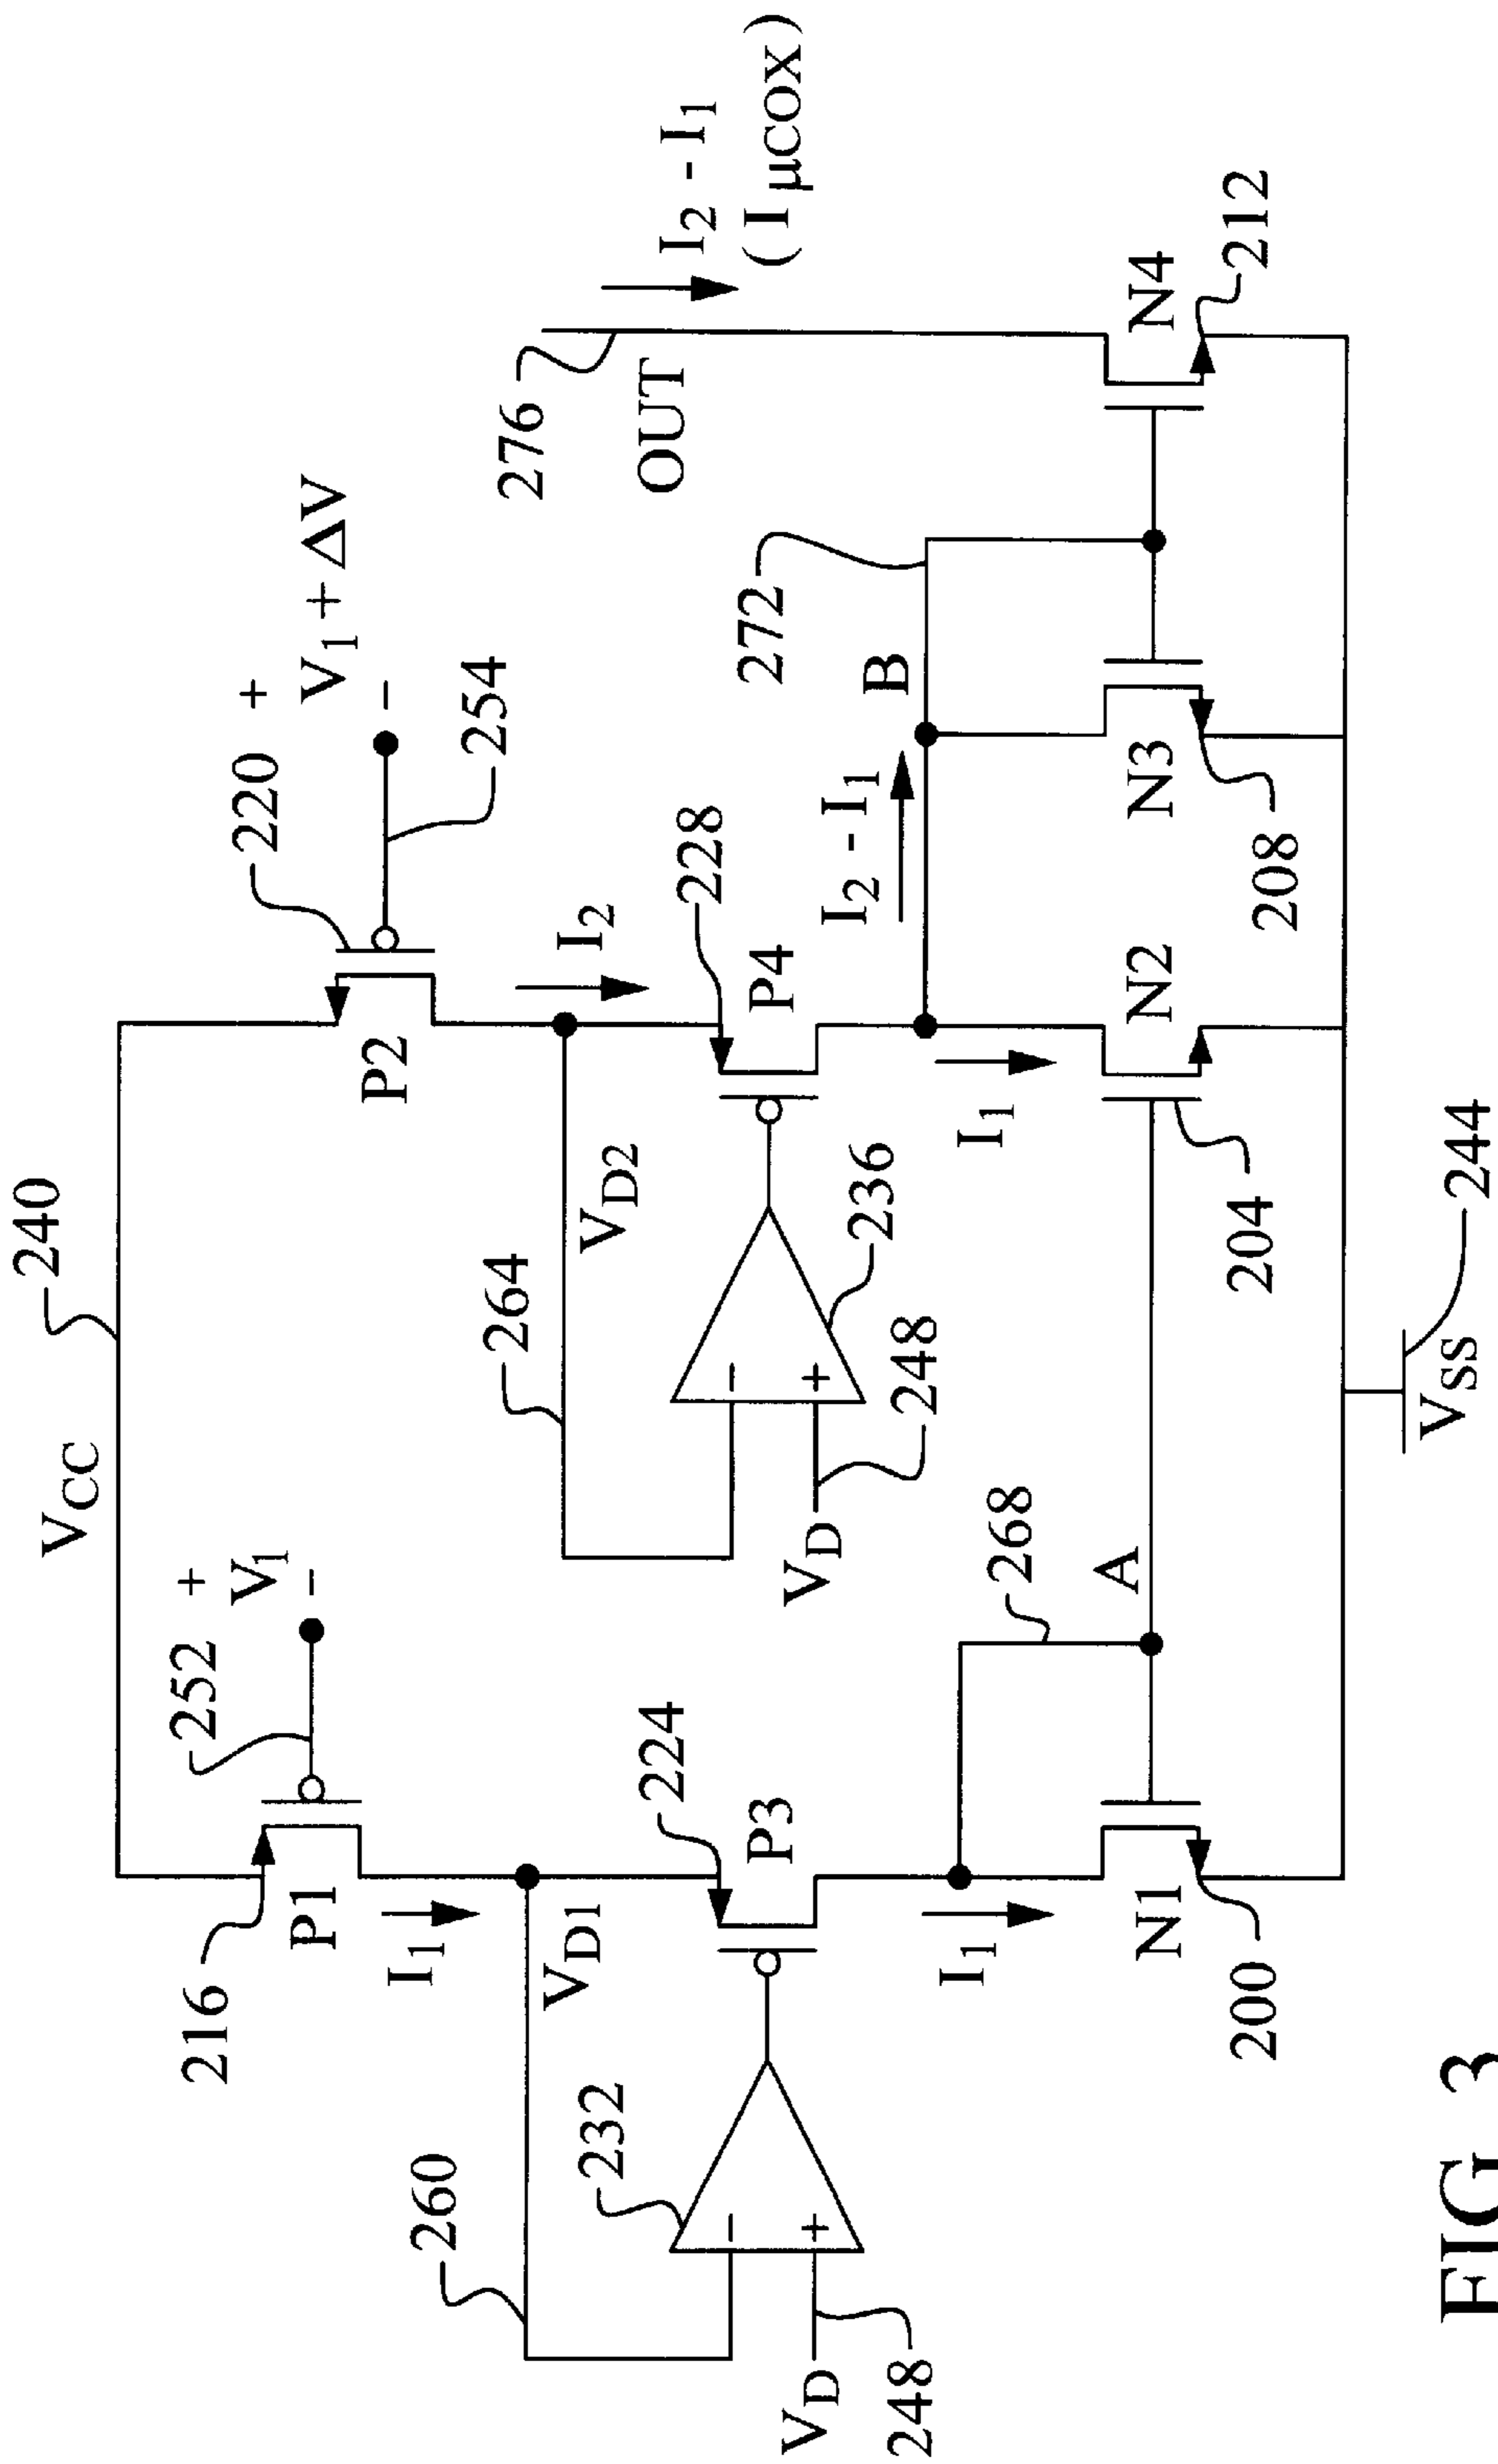 240
VCC
252 +
V1
-
216
P1
I1
260
VD1
232
-
+
VD
248
224
P3
I1
268
A
N1
200
220 +
V1 + ΔV
-
254
P2
I2
264
VD2
228
P4
-
+
236
VD
248
I1
I2 - I1
B
272
N2
204
N3
208
276
OUT
I2 - I1
( I μCOX )
N4
212
VSS
244
FIG 3